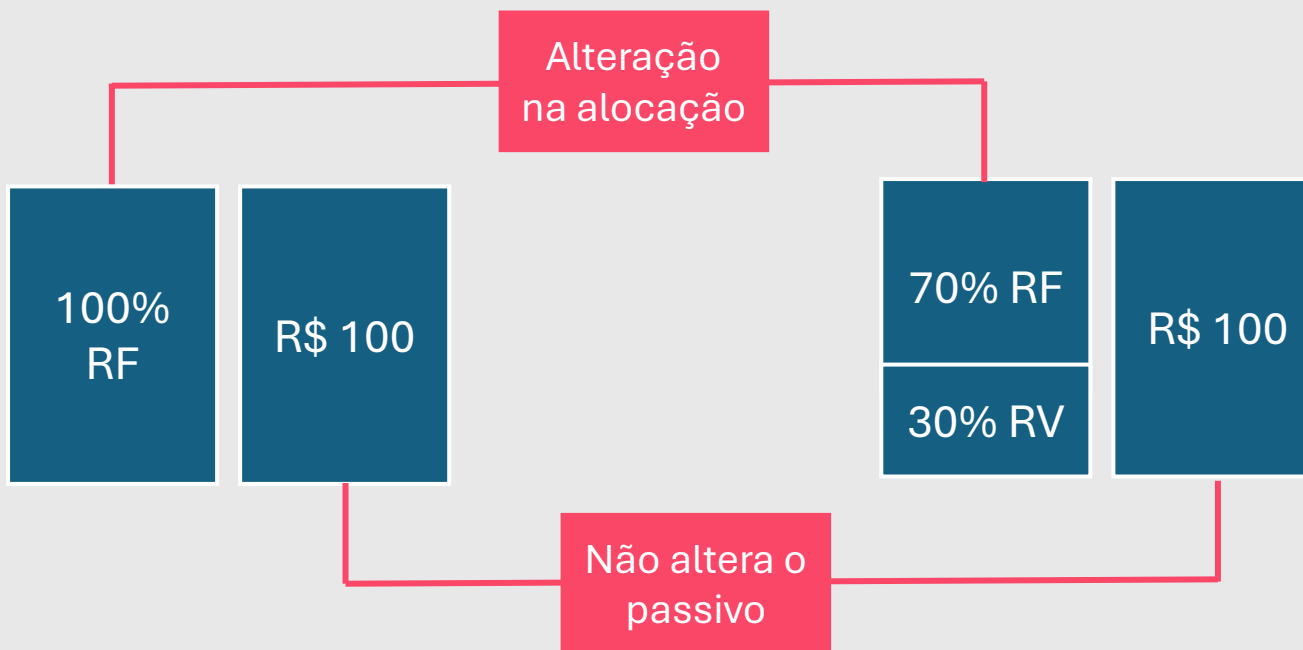 Alteração
na alocação
100%
RF
R$ 100
70% RF
30% RV
R$ 100
Não altera o
passivo